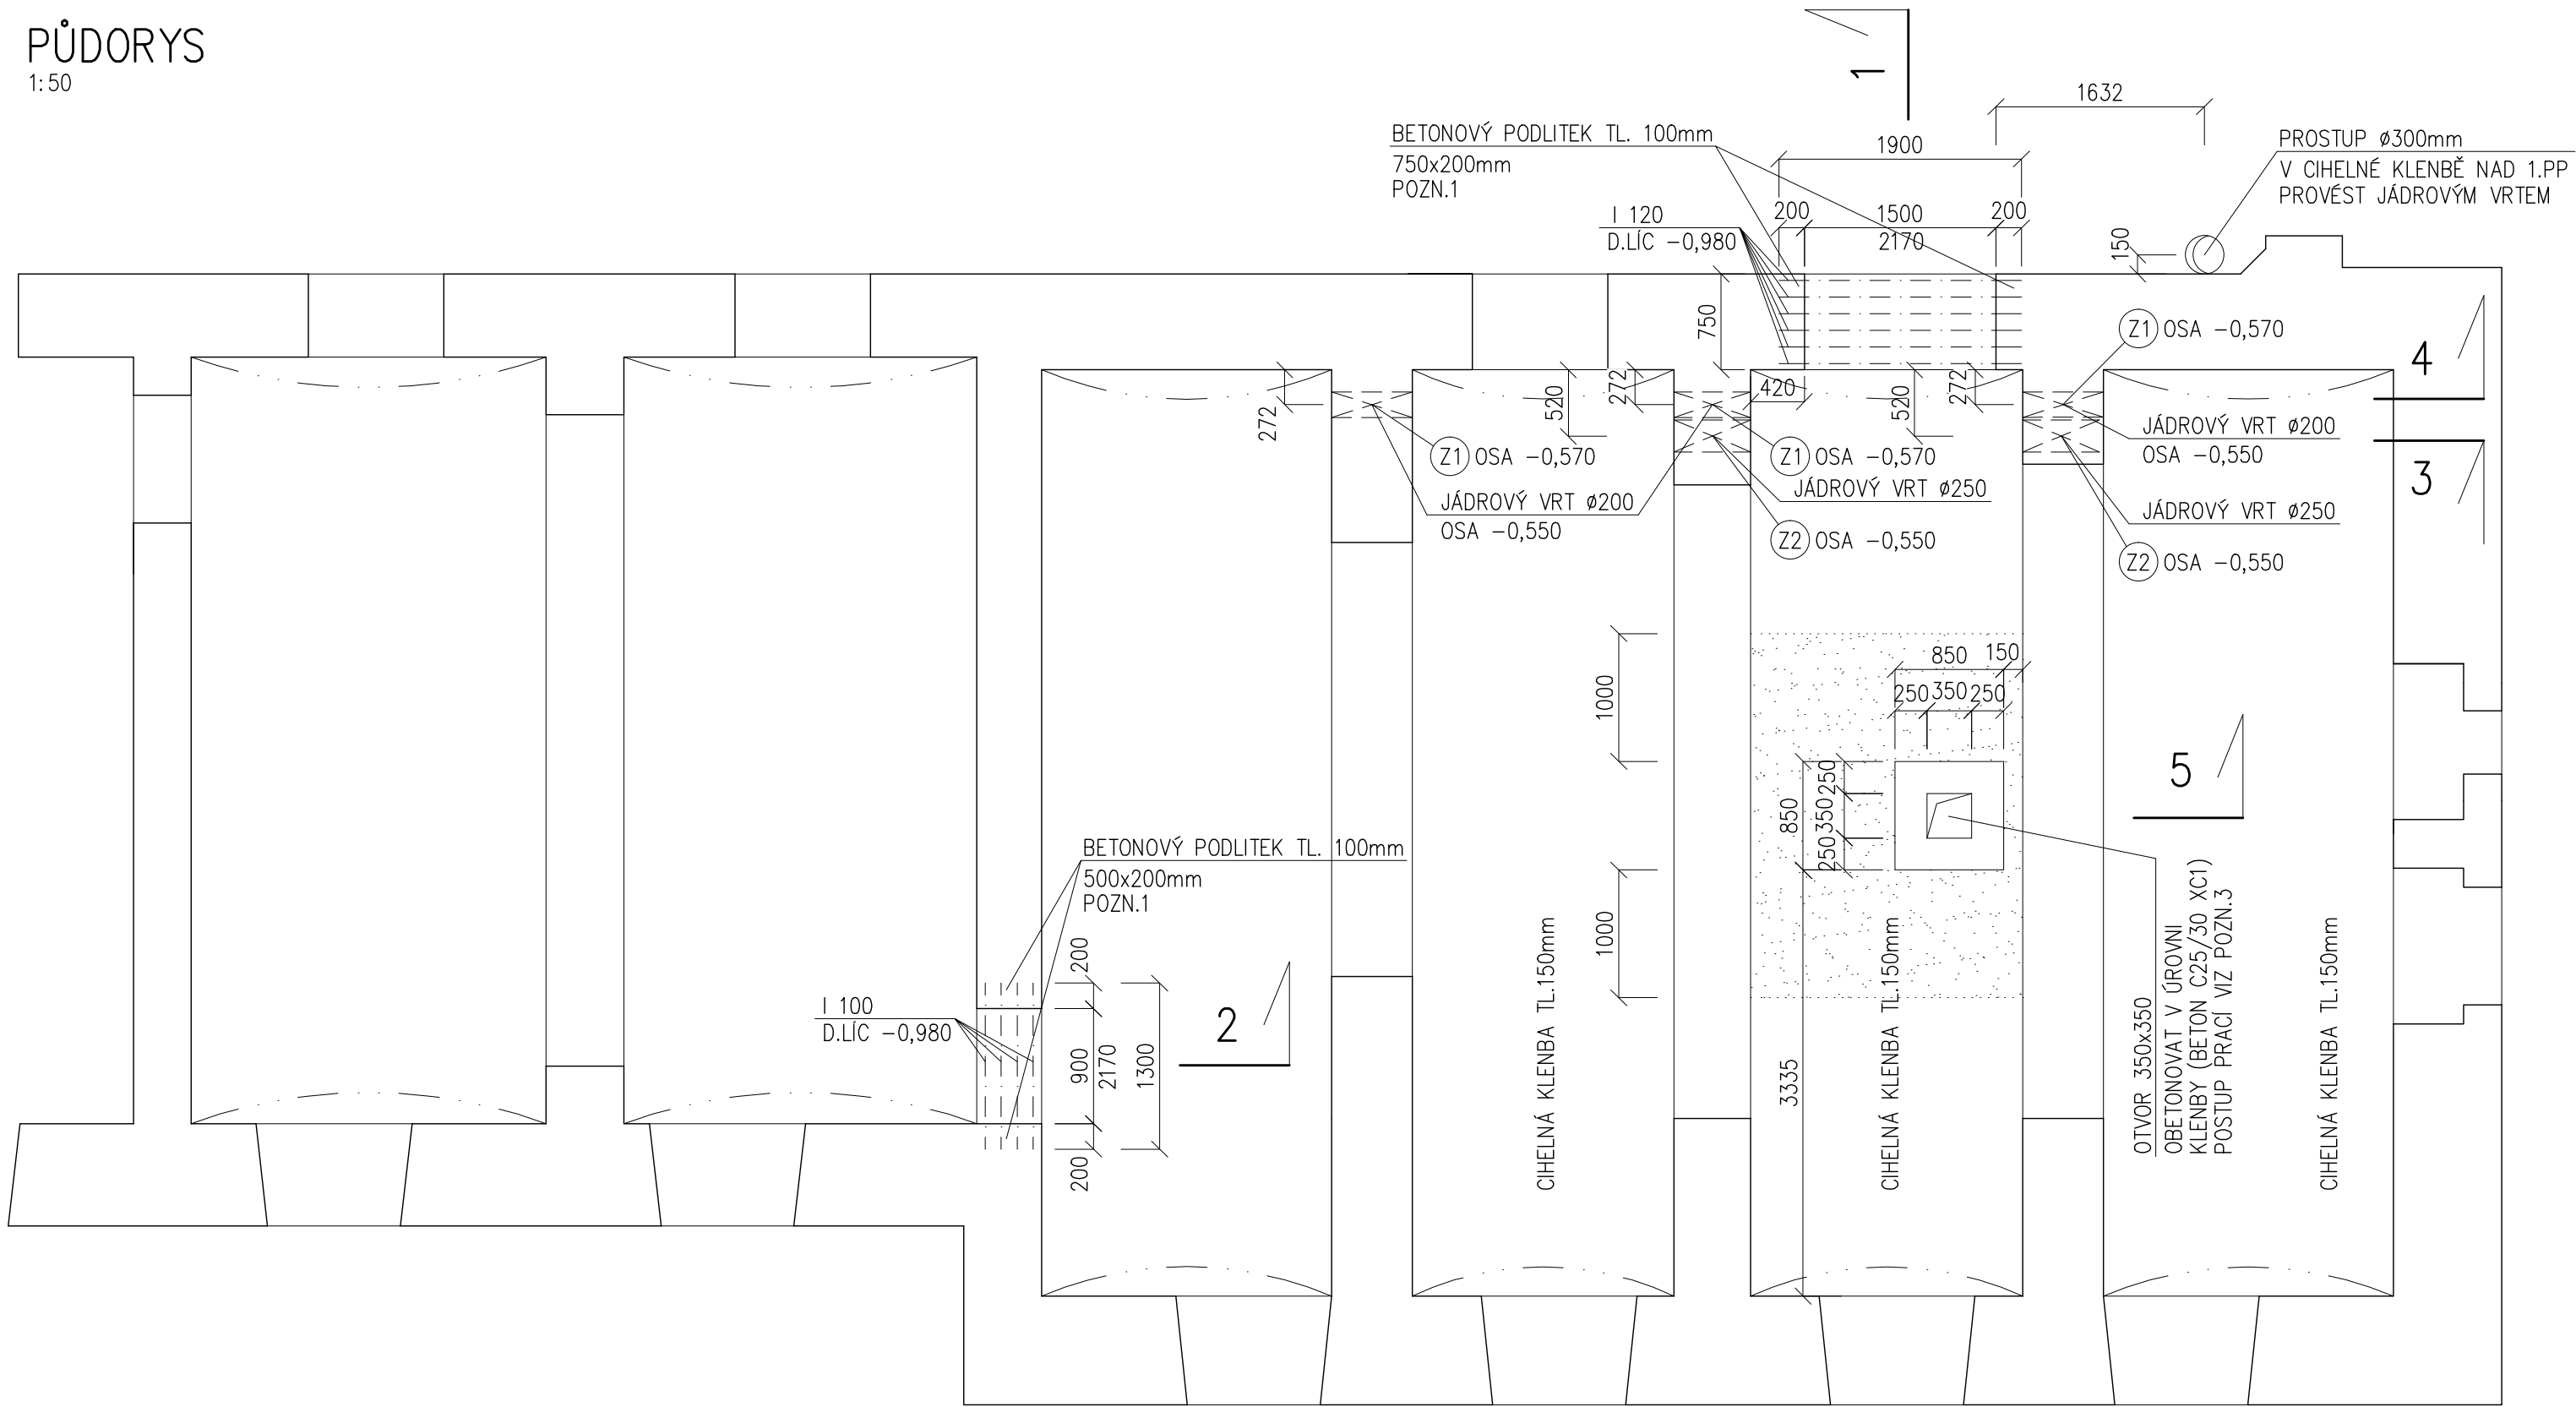 PŮDORYS
1:50
1
1632
BETONOVÝ PODLITEK TL. 100mm
750x200mm
POZN.1
1900
PROSTUP ø300mm
V CIHELNÉ KLENBĚ NAD 1.PP
PROVÉST JÁDROVÝM VRTEM
I 120
D.LÍC -0,980
200
1500
200
2170
150
750
Z1 OSA -0,570
4
272
520
272
420
520
272
JÁDROVÝ VRT ø200
OSA -0,550
Z1 OSA -0,570
Z1 OSA -0,570
3
JÁDROVÝ VRT ø200
OSA -0,550
JÁDROVÝ VRT ø250
JÁDROVÝ VRT ø250
Z2 OSA -0,550
Z2 OSA -0,550
1000
850
150
250
350
250
5
850
250
350
250
BETONOVÝ PODLITEK TL. 100mm
500x200mm
POZN.1
1000
I 100
D.LÍC -0,980
200
900
2170
1300
200
2
3335
CIHELNÁ KLENBA TL.150mm
CIHELNÁ KLENBA TL.150mm
OTVOR 350x350
OBETONOVAT V ÚROVNI
KLENBY (BETON C25/30 XC1)
POSTUP PRACÍ VIZ POZN.3
CIHELNÁ KLENBA TL.150mm